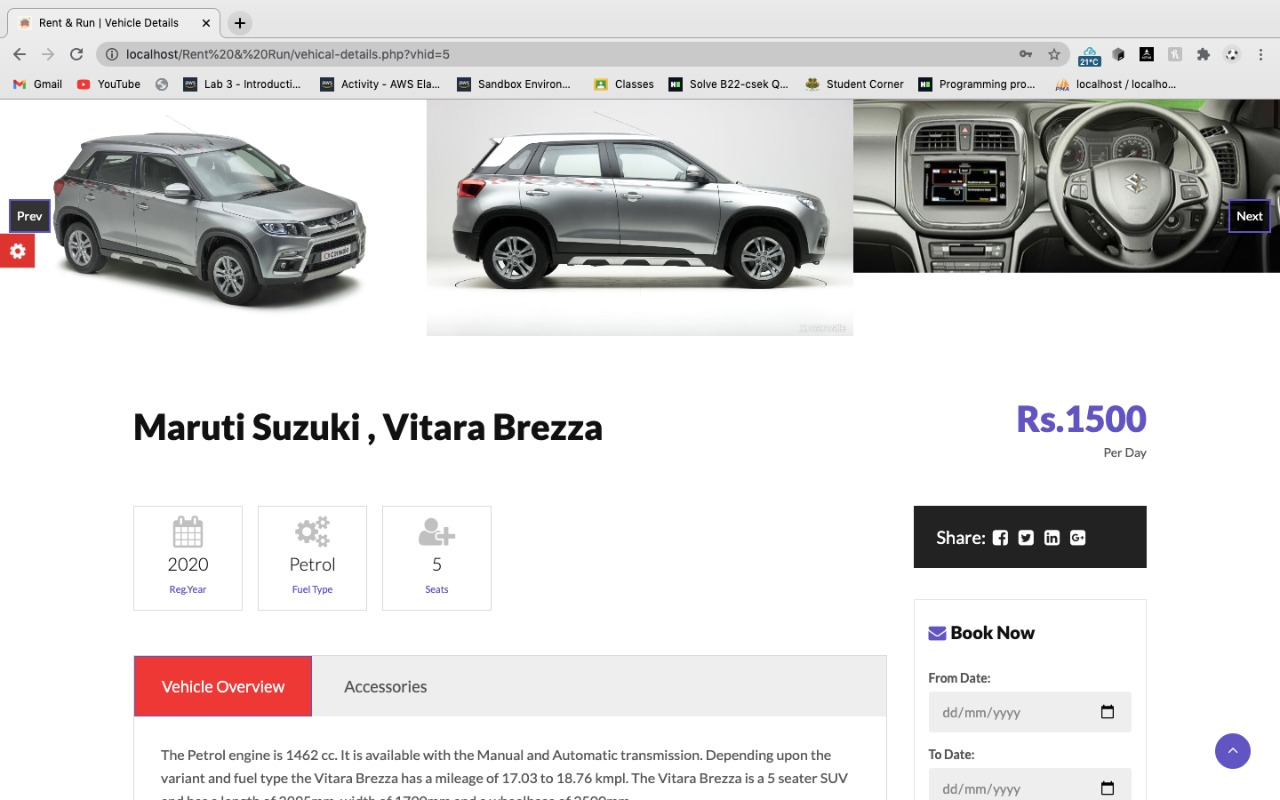 Rent & Run | Vehicle Details
localhost/Rent%20&%20Run/vehical-details.php?vhid=5
21°C
Gmail YouTube Lab 3 - Introducti... Activity - AWS Ela... Sandbox Environ... Classes Solve B22-csek Q... Student Corner Programming pro... localhost / localho...
Prev
Next
Maruti Suzuki , Vitara Brezza
Rs.1500
Per Day
2020
Reg.Year
Petrol
Fuel Type
5
Seats
Share:
Book Now
From Date:
dd/mm/yyyy
To Date:
dd/mm/yyyy
Vehicle Overview
Accessories
The Petrol engine is 1462 cc. It is available with the Manual and Automatic transmission. Depending upon the
variant and fuel type the Vitara Brezza has a mileage of 17.03 to 18.76 kmpl. The Vitara Brezza is a 5 seater SUV